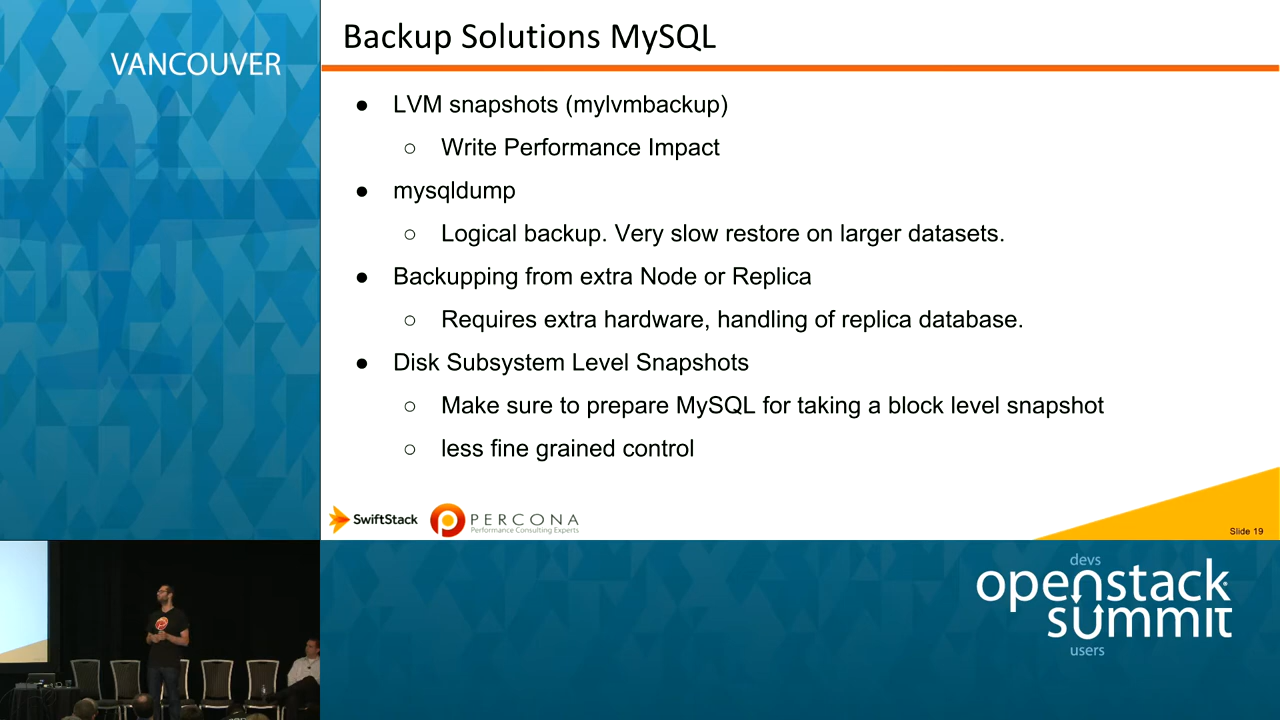 VANCOUVER
Backup Solutions MySQL
● LVM snapshots (mylvmbackup)
○ Write Performance Impact
● mysqldump
○ Logical backup. Very slow restore on larger datasets.
● Backupping from extra Node or Replica
○ Requires extra hardware, handling of replica database.
● Disk Subsystem Level Snapshots
○ Make sure to prepare MySQL for taking a block level snapshot
○ less fine grained control
SwiftStack
PERCONA
Performance Consulting Experts
Slide 19
devs
openstack
summit
users